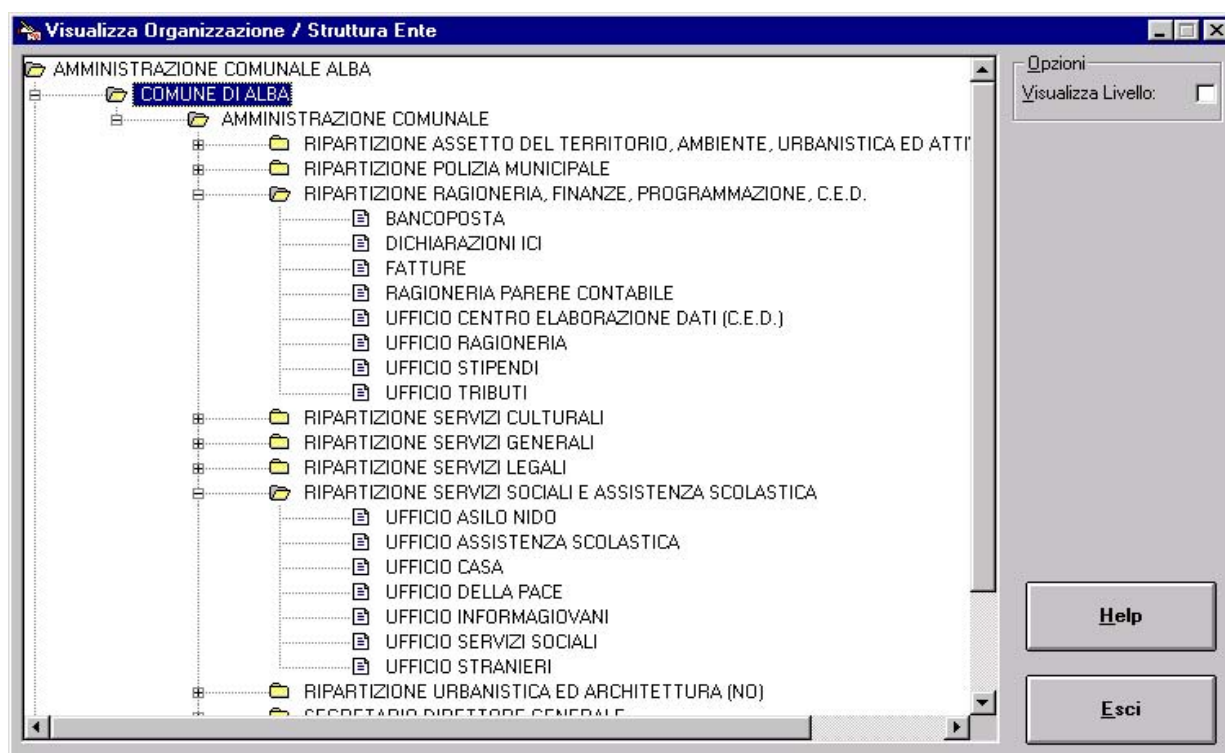 Visualizza Organizzazione / Struttura Ente
AMMINISTRAZIONE COMUNALE ALBA
COMUNE DI ALBA
AMMINISTRAZIONE COMUNALE
RIPARTIZIONE ASSETTO DEL TERRITORIO, AMBIENTE, URBANISTICA ED ATTI
RIPARTIZIONE POLIZIA MUNICIPALE
RIPARTIZIONE RAGIONERIA, FINANZE, PROGRAMMAZIONE, C.E.D.
BANCOPOSTA
DICHIARAZIONI ICI
FATTURE
RAGIONERIA PARERE CONTABILE
UFFICIO CENTRO ELABORAZIONE DATI (C.E.D.)
UFFICIO RAGIONERIA
UFFICIO STIPENDI
UFFICIO TRIBUTI
RIPARTIZIONE SERVIZI CULTURALI
RIPARTIZIONE SERVIZI GENERALI
RIPARTIZIONE SERVIZI LEGALI
RIPARTIZIONE SERVIZI SOCIALI E ASSISTENZA SCOLASTICA
UFFICIO ASILO NIDO
UFFICIO ASSISTENZA SCOLASTICA
UFFICIO CASA
UFFICIO DELLA PACE
UFFICIO INFORMAGIOVANI
UFFICIO SERVIZI SOCIALI
UFFICIO STRANIERI
RIPARTIZIONE URBANISTICA ED ARCHITETTURA (NO)
SEGRETARIO DIRETTORE GENERALE
Opzioni
Visualizza Livello:
Help
Esci